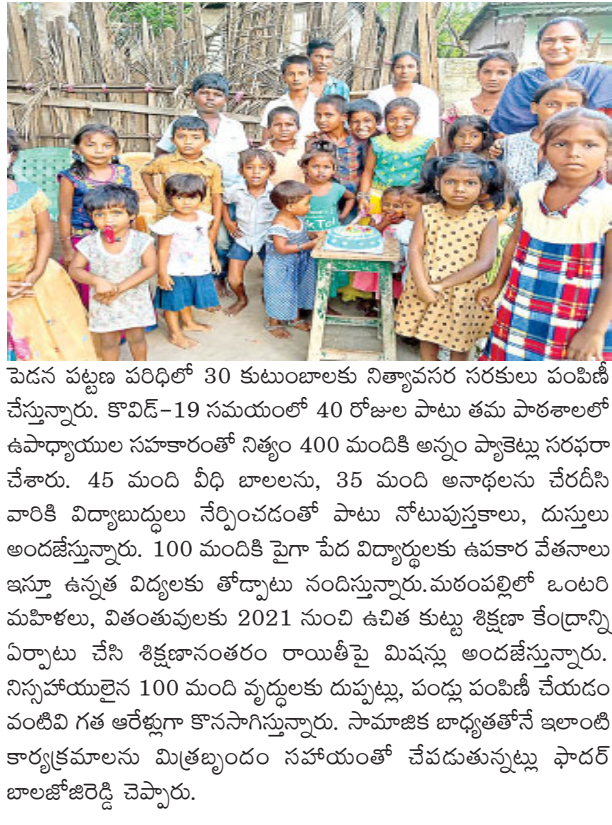 పెడన పట్టణ పరిధిలో 30 కుటుంబాలకు నిత్యావసర సరకులు పంపిణీ
చేస్తున్నారు. కొవిడ్-19 సమయంలో 40 రోజుల పాటు తమ పాఠశాలలో
ఉపాధ్యాయుల సహకారంతో నిత్యం 400 మందికి అన్నం ప్యాకెట్లు సరఫరా
చేశారు. 45 మంది వీధి బాలలను, 35 మంది అనాథలను చేరదీసి
వారికి విద్యాబుద్ధులు నేర్పించడంతో పాటు నోటుపుస్తకాలు, దుస్తులు
అందజేస్తున్నారు. 100 మందికి పైగా పేద విద్యార్థులకు ఉపకార వేతనాలు
ఇస్తూ ఉన్నత విద్యలకు తోడ్పాటు నందిస్తున్నారు.మఠంపల్లిలో ఒంటరి
మహిళలు, వితంతువులకు 2021 నుంచి ఉచిత కుట్టు శిక్షణా కేంద్రాన్ని
ఏర్పాటు చేసి శిక్షణానంతరం రాయితీపై మిషన్లు అందజేస్తున్నారు.
నిస్సహాయులైన 100 మంది వృద్ధులకు దుప్పట్లు, పండ్లు పంపిణీ చేయడం
వంటివి గత ఆరేళ్లుగా కొనసాగిస్తున్నారు. సామాజిక బాధ్యతతోనే ఇలాంటి
కార్యక్రమాలను మిత్రబృందం సహాయంతో చేపడుతున్నట్లు ఫాదర్
బాలజోజిరెడ్డి చెప్పారు.